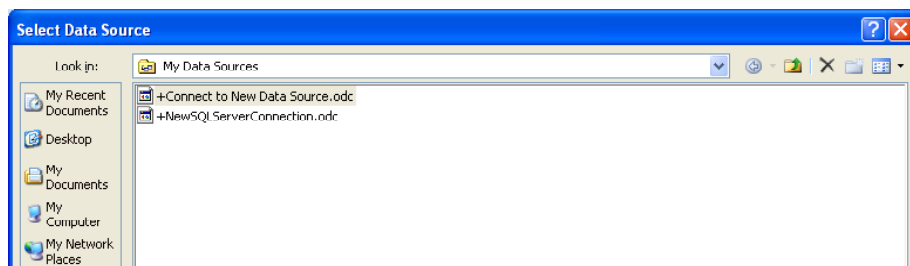 Select Data Source
Look in:
My Data Sources
My Recent
Documents
Desktop
My
Documents
My
Computer
My Network
Places
+Connect to New Data Source.odc
+NewSQLServerConnection.odc